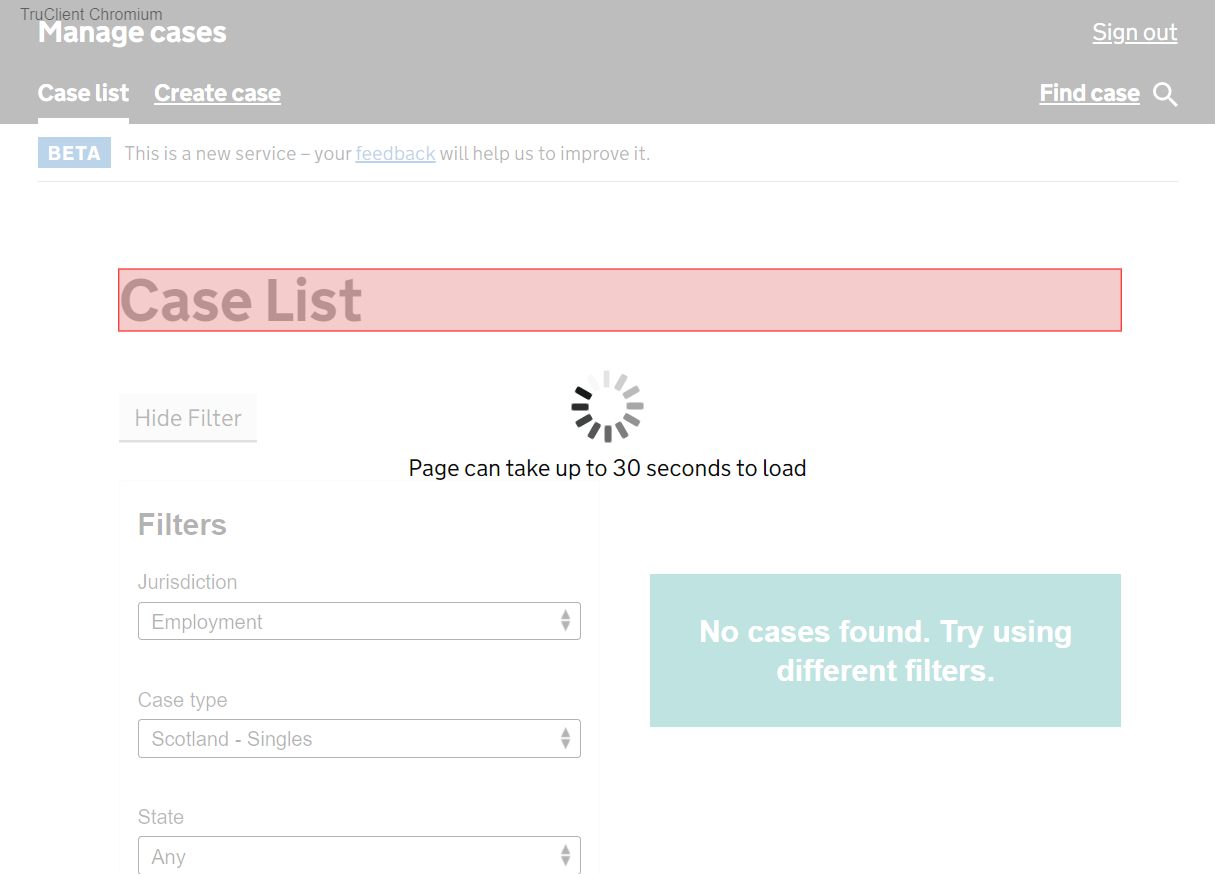 TruClient Chromium
Manage cases
Sign out
Case list
Create case
Find case
BETA
This is a new service – your feedback will help us to improve it.
Case List
Hide Filter
Page can take up to 30 seconds to load
Filters
Jurisdiction
Employment
Case type
Scotland - Singles
State
Any
No cases found. Try using
different filters.